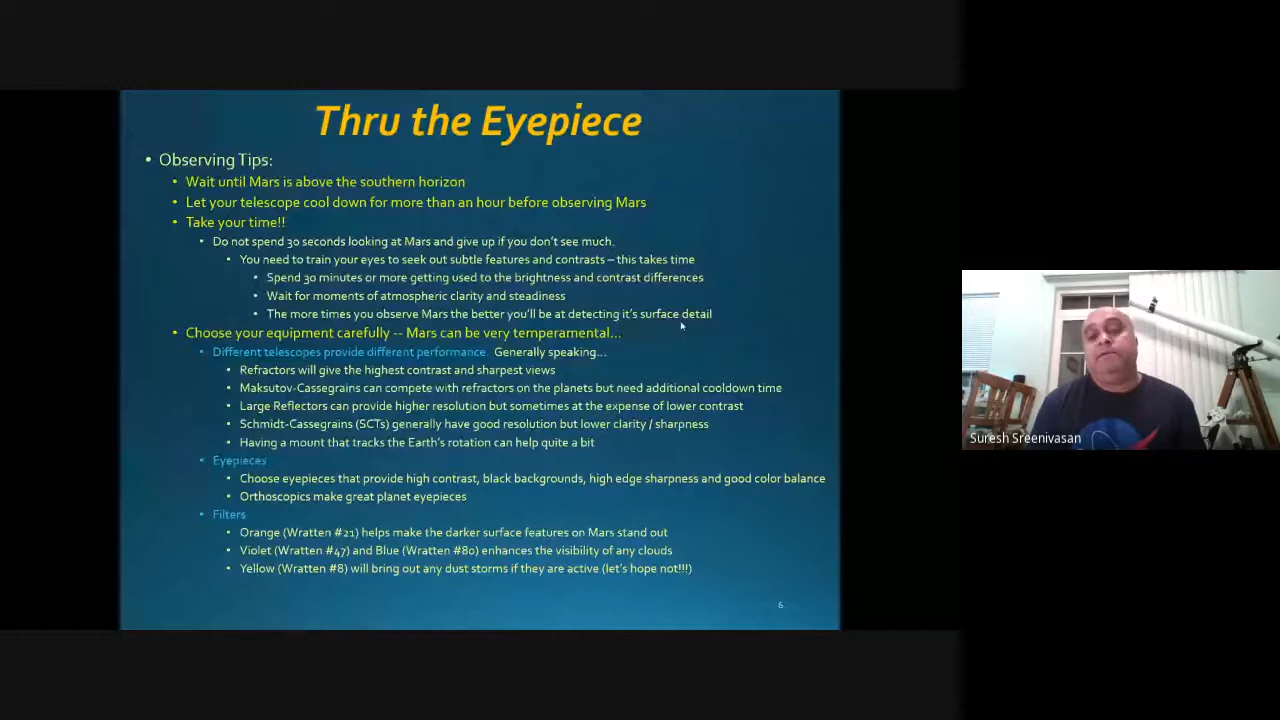 Thru the Eyepiece
• Observing Tips:
• Wait until Mars is above the southern horizon
• Let your telescope cool down for more than an hour before observing Mars
• Take your time!!
• Do not spend 30 seconds looking at Mars and give up if you don't see much.
• You need to train your eyes to seek out subtle features and contrasts – this takes time
• Spend 30 minutes or more getting used to the brightness and contrast differences
• Wait for moments of atmospheric clarity and steadiness
• The more times you observe Mars the better you'll be at detecting it's surface detail
• Choose your equipment carefully -- Mars can be very temperamental...
• Different telescopes provide different performance. Generally speaking...
• Refractors will give the highest contrast and sharpest views
• Maksutov-Cassegrains can compete with refractors on the planets but need additional cooldown time
• Large Reflectors can provide higher resolution but sometimes at the expense of lower contrast
• Schmidt-Cassegrains (SCTs) generally have good resolution but lower clarity / sharpness
• Having a mount that tracks the Earth's rotation can help quite a bit
• Eyepieces
• Choose eyepieces that provide high contrast, black backgrounds, high edge sharpness and good color balance
• Orthoscopics make great planet eyepieces
• Filters
• Orange (Wratten #21) helps make the darker surface features on Mars stand out
• Violet (Wratten #47) and Blue (Wratten #80) enhances the visibility of any clouds
• Yellow (Wratten #8) will bring out any dust storms if they are active (let's hope not!!!)
6
Suresh Sreenivasan